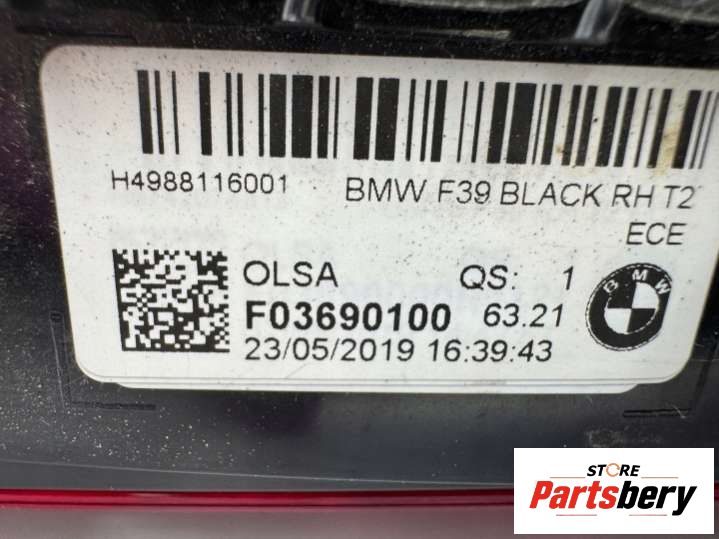 H4988116001 BMW F39 BLACK RH T2
ECE
OLSA QS: 1
F03690100 63.21
23/05/2019 16:39:43
BMW
STORE
Partsbery